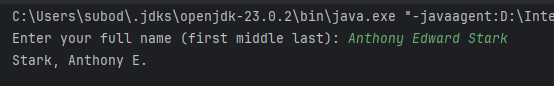 C:\Users\subod\.jdks\openjdk-23.0.2\bin\java.exe "-javaagent:D:\Inte
Enter your full name (first middle last): Anthony Edward Stark
Stark, Anthony E.